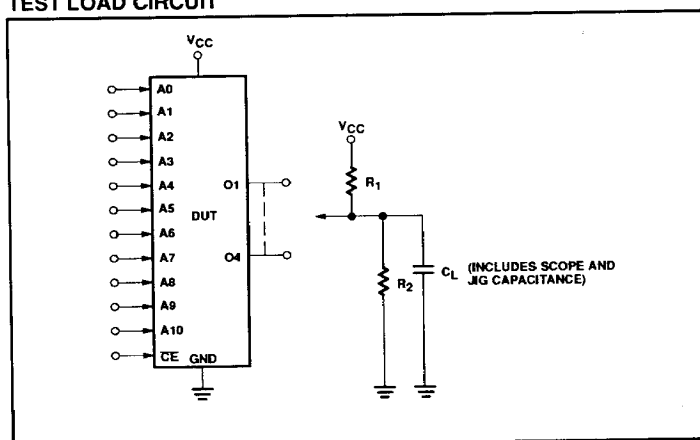 TEST LOAD CIRCUIT
VCC
A0
A1
A2
A3
A4
A5
A6
A7
A8
A9
A10
CE
GND
DUT
O1
O4
VCC
R1
R2
CL (INCLUDES SCOPE AND
JIG CAPACITANCE)